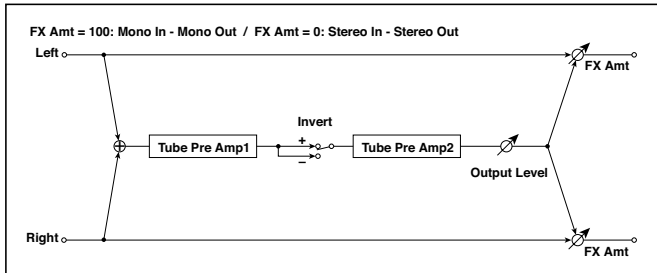 FX Amt = 100: Mono In - Mono Out / FX Amt = 0: Stereo In - Stereo Out
Left
FX Amt
Invert
+
Tube Pre Amp1
Tube Pre Amp2
−
Output Level
Right
FX Amt